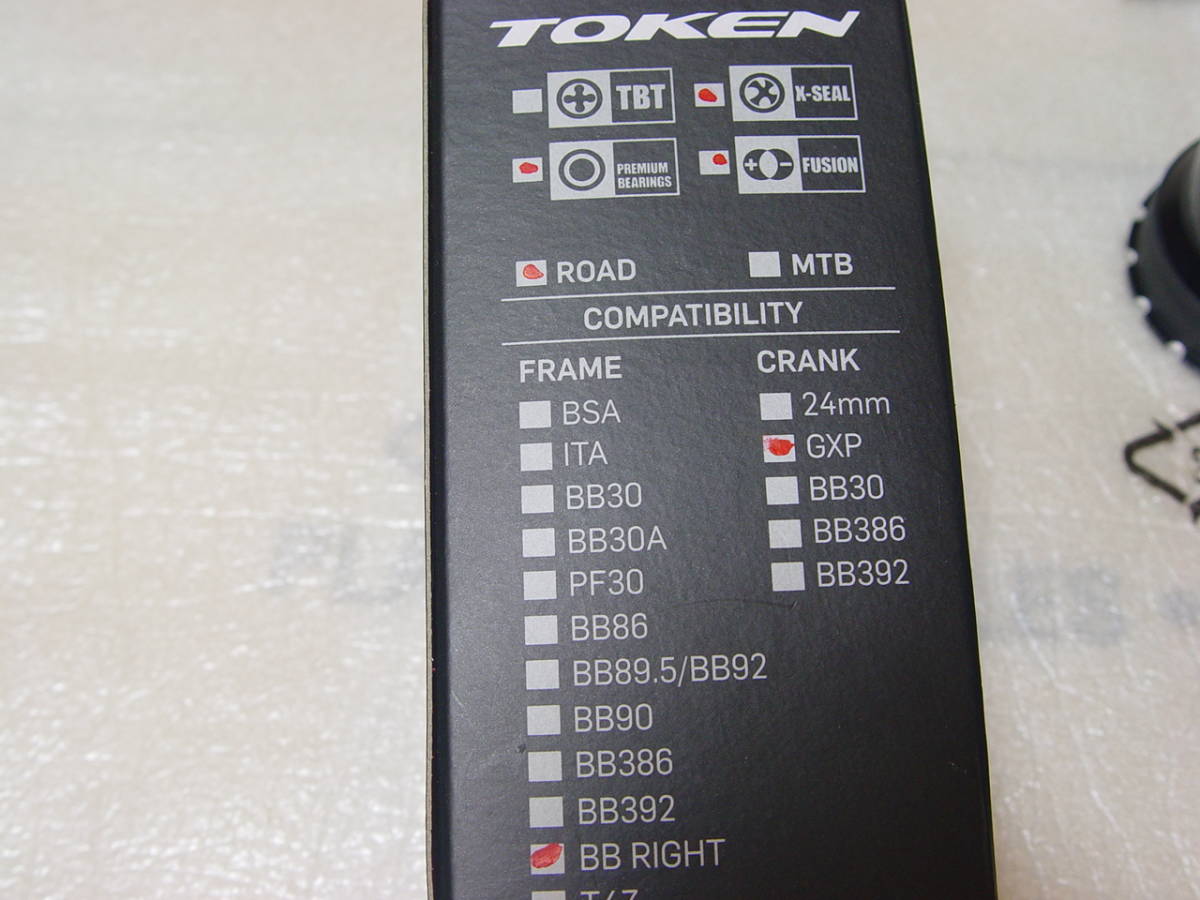 TOKEN
TBT X-SEAL
PREMIUM BEARINGS + - FUSION
ROAD MTB
COMPATIBILITY
FRAME CRANK
BSA 24mm
ITA GXP
BB30 BB30
BB30A BB386
PF30 BB392
BB86
BB89.5/BB92
BB90
BB386
BB392
BB RIGHT
T47